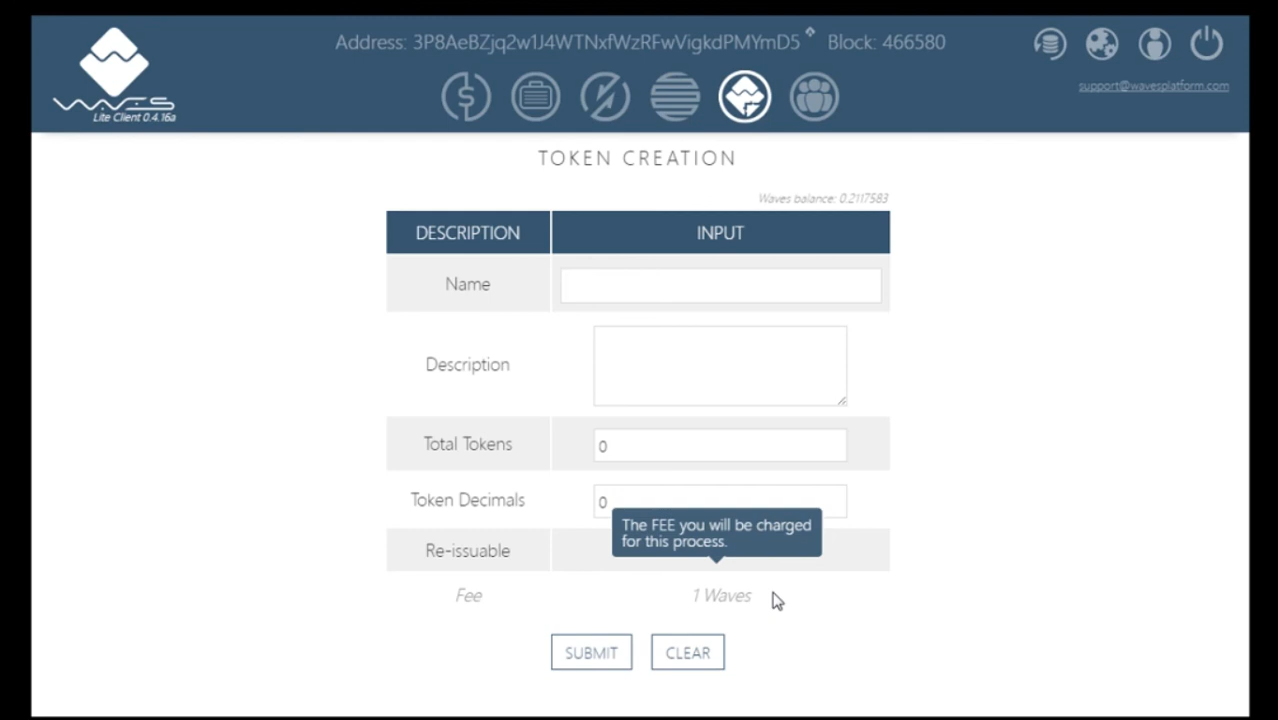 WAVES
Lite Client 0.4.16a
Address: 3P8AeBZjq2w1J4WTNxfWzRFwVigkdPMYmD5 Block: 466580
support@wavesplatform.com
TOKEN CREATION
Waves balance: 0.2117583
DESCRIPTION INPUT
Name
Description
Total Tokens 0
Token Decimals 0
The FEE you will be charged
for this process.
Re-issuable
Fee 1 Waves
SUBMIT CLEAR